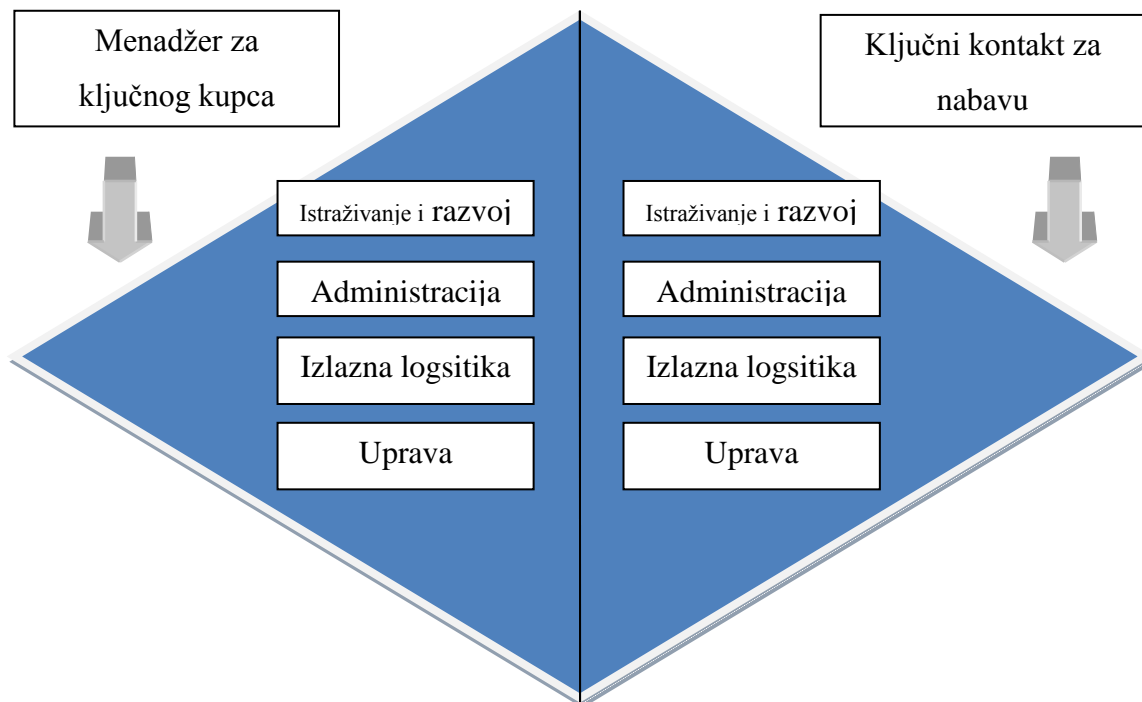 Menadžer za
ključnog kupca
Ključni kontakt za
nabavu
Istraživanje i razvoj
Istraživanje i razvoj
Administracija
Administracija
Izlazna logsitika
Izlazna logsitika
Uprava
Uprava